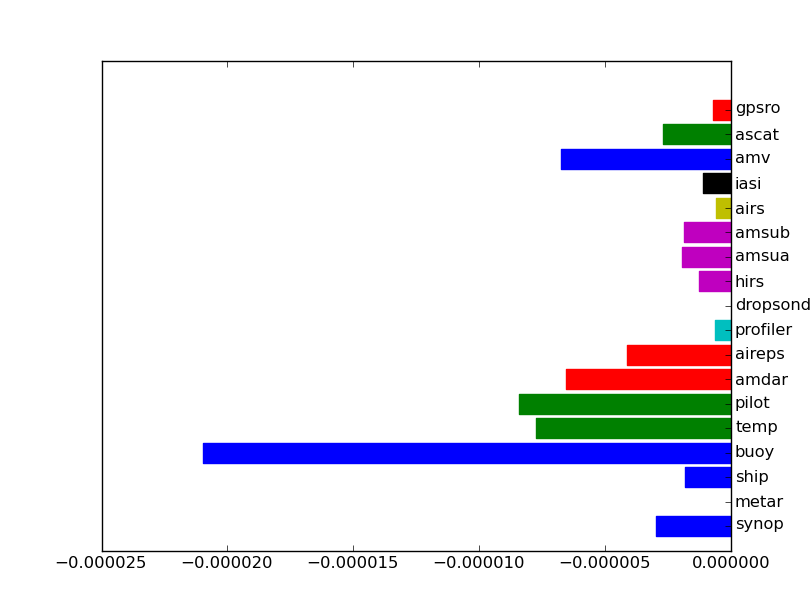 gpsro
ascat
amv
iasi
airs
amsub
amsua
hirs
dropsond
profiler
aireps
amdar
pilot
temp
buoy
ship
metar
synop
−0.000025 −0.000020 −0.000015 −0.000010 −0.000005 0.000000